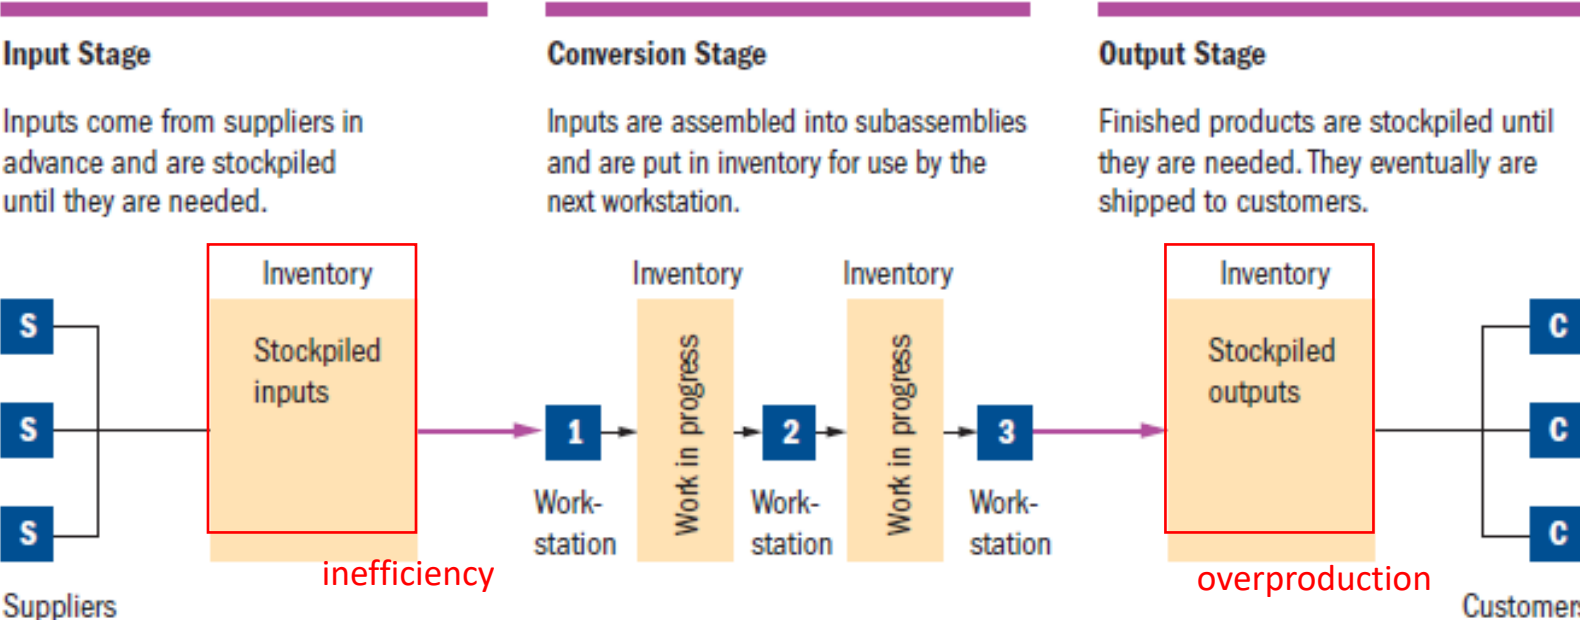 Input Stage
Inputs come from suppliers in
advance and are stockpiled
until they are needed.
Conversion Stage
Inputs are assembled into subassemblies
and are put in inventory for use by the
next workstation.
Output Stage
Finished products are stockpiled until
they are needed. They eventually are
shipped to customers.
S
S
S
Suppliers
Inventory
Stockpiled
inputs
inefficiency
1
Work-
station
Inventory
Work in progress
2
Work-
station
Inventory
Work in progress
3
Work-
station
Inventory
Stockpiled
outputs
overproduction
C
C
C
Customers